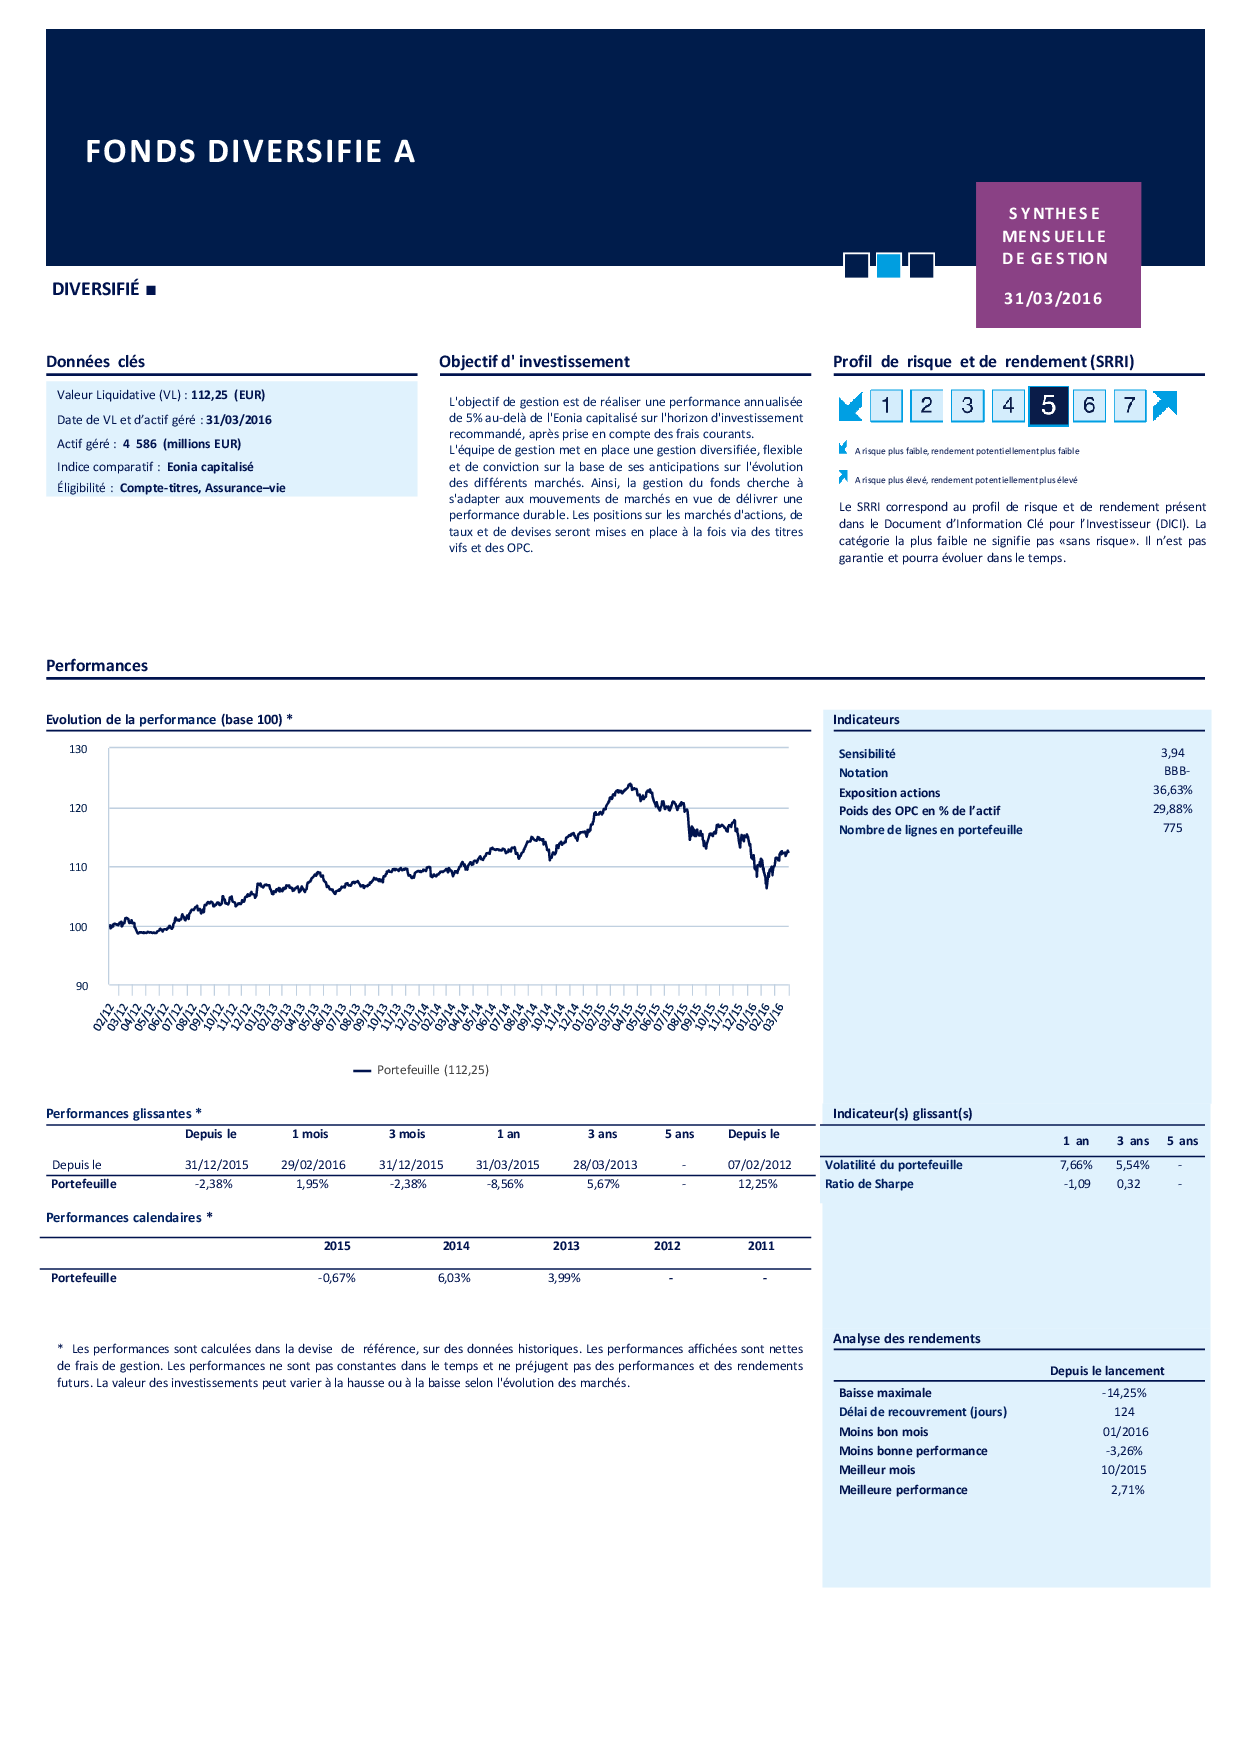 FONDS DIVERSIFIE A
SYNTHESE
MENSUELLE
DE GESTION
31/03/2016
DIVERSIFIÉ ■
Données clés
Valeur Liquidative (VL) : 112,25 (EUR)
Date de VL et d’actif géré : 31/03/2016
Actif géré : 4 586 (millions EUR)
Indice comparatif : Eonia capitalisé
Éligibilité : Compte-titres, Assurance–vie
Objectif d' investissement
L'objectif de gestion est de réaliser une performance annualisée
de 5% au-delà de l'Eonia capitalisé sur l'horizon d'investissement
recommandé, après prise en compte des frais courants.
L'équipe de gestion met en place une gestion diversifiée, flexible
et de conviction sur la base de ses anticipations sur l'évolution
des différents marchés. Ainsi, la gestion du fonds cherche à
s'adapter aux mouvements de marchés en vue de délivrer une
performance durable. Les positions sur les marchés d'actions, de
taux et de devises seront mises en place à la fois via des titres
vifs et des OPC.
Profil de risque et de rendement (SRRI)
1 2 3 4 5 6 7
A risque plus faible, rendement potentiellement plus faible
A risque plus élevé, rendement potentiellement plus élevé
Le SRRI correspond au profil de risque et de rendement présent
dans le Document d’Information Clé pour l’Investisseur (DICI). La
catégorie la plus faible ne signifie pas «sans risque». Il n’est pas
garantie et pourra évoluer dans le temps.
Performances
Evolution de la performance (base 100) *
130
120
110
100
90
02/12 03/12 04/12 05/12 06/12 07/12 08/12 09/12 10/12 11/12 12/12 01/13 02/13 03/13 04/13 05/13 06/13 07/13 08/13 09/13 10/13 11/13 12/13 01/14 02/14 03/14 04/14 05/14 06/14 07/14 08/14 09/14 10/14 11/14 12/14 01/15 02/15 03/15 04/15 05/15 06/15 07/15 08/15 09/15 10/15 11/15 12/15 01/16 02/16 03/16
Portefeuille (112,25)
Indicateurs
Sensibilité 3,94
Notation BBB-
Exposition actions 36,63%
Poids des OPC en % de l’actif 29,88%
Nombre de lignes en portefeuille 775
Performances glissantes *
Depuis le 1 mois 3 mois 1 an 3 ans 5 ans Depuis le
Depuis le 31/12/2015 29/02/2016 31/12/2015 31/03/2015 28/03/2013 - 07/02/2012
Portefeuille -2,38% 1,95% -2,38% -8,56% 5,67% - 12,25%
Indicateur(s) glissant(s)
1 an 3 ans 5 ans
Volatilité du portefeuille 7,66% 5,54% -
Ratio de Sharpe -1,09 0,32 -
Performances calendaires *
2015 2014 2013 2012 2011
Portefeuille -0,67% 6,03% 3,99% - -
* Les performances sont calculées dans la devise de référence, sur des données historiques. Les performances affichées sont nettes
de frais de gestion. Les performances ne sont pas constantes dans le temps et ne préjugent pas des performances et des rendements
futurs. La valeur des investissements peut varier à la hausse ou à la baisse selon l'évolution des marchés.
Analyse des rendements
Depuis le lancement
Baisse maximale -14,25%
Délai de recouvrement (jours) 124
Moins bon mois 01/2016
Moins bonne performance -3,26%
Meilleur mois 10/2015
Meilleure performance 2,71%